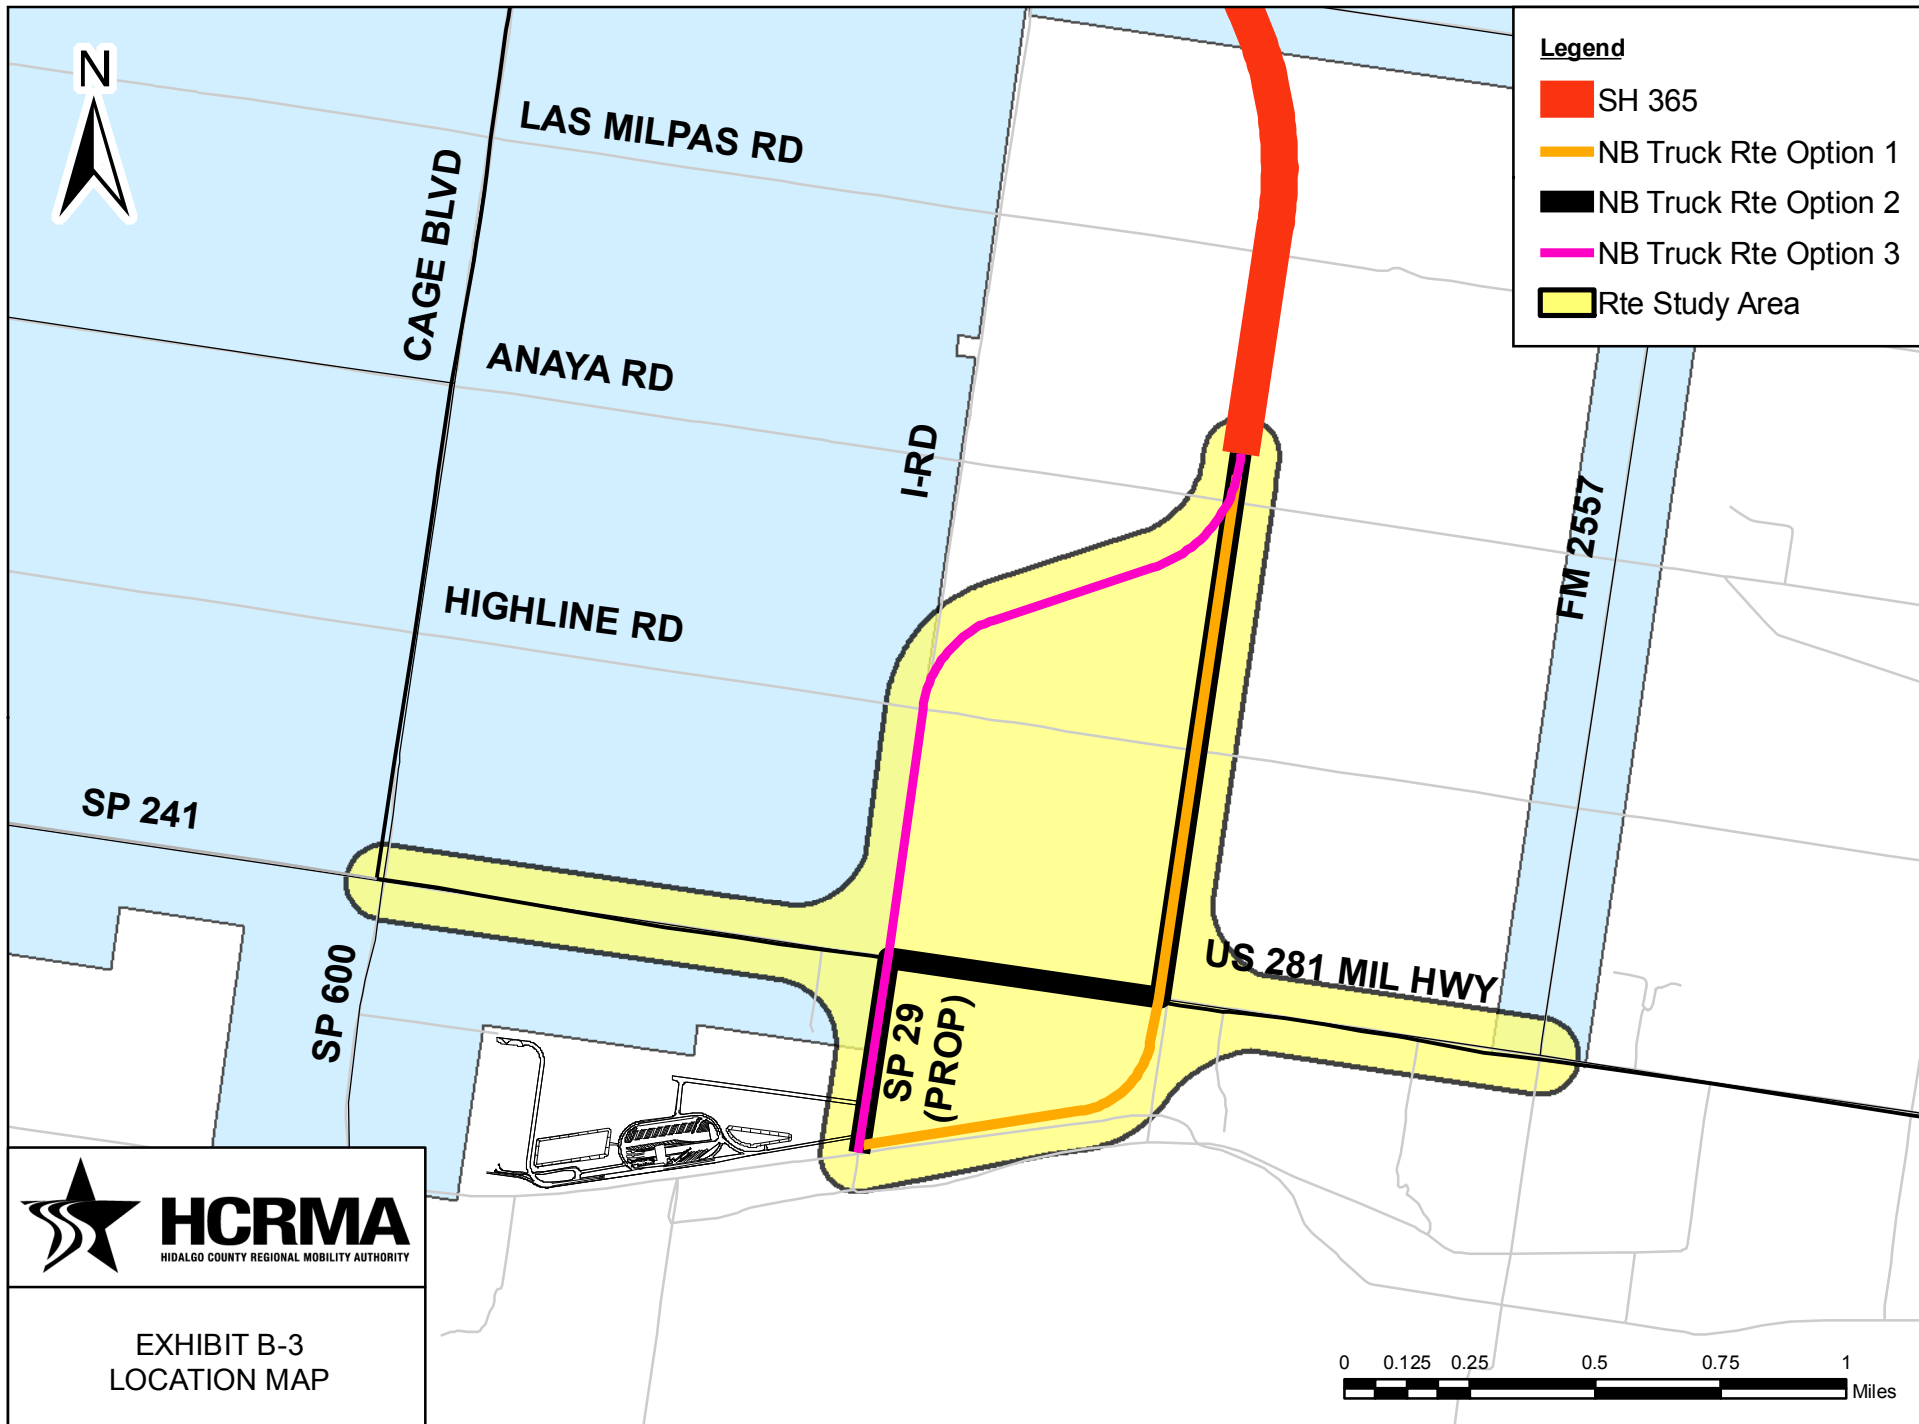 N
LAS MILPAS RD
CAGE BLVD
ANAYA RD
I-RD
HIGHLINE RD
FM 2557
SP 241
SP 600
US 281 MIL HWY
SP 29
(PROP)
Legend
SH 365
NB Truck Rte Option 1
NB Truck Rte Option 2
NB Truck Rte Option 3
Rte Study Area
HCRMA
HIDALGO COUNTY REGIONAL MOBILITY AUTHORITY
EXHIBIT B-3
LOCATION MAP
0 0.125 0.25 0.5 0.75 1
Miles